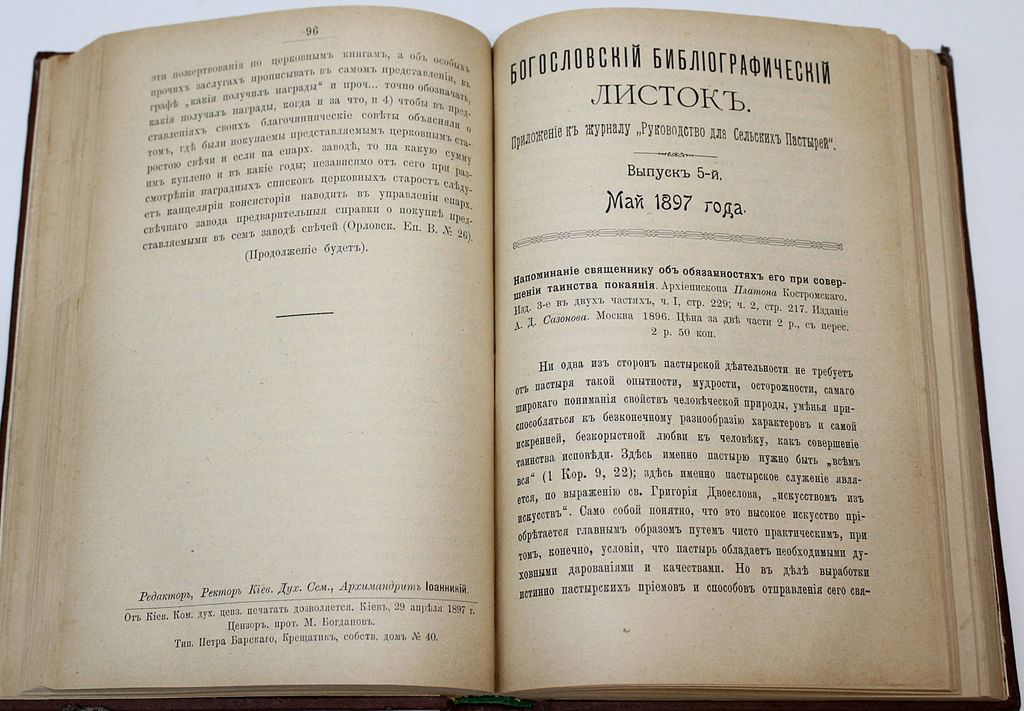 96
эти пожертвованія по церковнымъ книгамъ, а объ особыхъ
прочихъ заслугахъ прописывать въ самомъ представленіи, въ
графѣ „какія получилъ награды“ и проч... точно обозначать,
какія получалъ награды, когда и за что, и 4) чтобы въ пред-
ставленіяхъ своихъ благочинническіе совѣты объясняли о
томъ, гдѣ были покупаемы представляемымъ церковнымъ ста-
ростою свѣчи и если на епарх. заводѣ, то на какую сумму
имъ куплено и въ какіе годы; независимо отъ сего при раз-
смотрѣніи наградныхъ списковъ церковныхъ старостъ слѣду-
етъ канцеляріи консисторіи наводить въ управленіи епарх.
свѣчнаго завода предварительныя справки о покупкѣ пред-
ставляемыми въ семъ заводѣ свѣчей (Орловск. Еп. В. № 26).
(Продолженіе будетъ).
Редакторъ, Ректоръ Кіев. Дух. Сем., Архимандритъ Іоанникій.
Отъ Кіев. Ком. дух. ценз. печатать дозволяется. Кіевъ, 29 апрѣля 1897 г.
Цензоръ, прот. М. Богдановъ.
Тип. Петра Барскаго, Крещатикъ, собств. домъ № 40.
БОГОСЛОВСКІЙ БИБЛІОГРАФИЧЕСКІЙ
ЛИСТОКЪ.
Приложеніе къ журналу „Руководство для Сельскихъ Пастырей“.
Выпускъ 5-й.
Май 1897 года.
Напоминаніе священнику объ обязанностяхъ его при совер-
шеніи таинства покаянія. Архіепископа Платона Костромскаго.
Изд. 3-е въ двухъ частяхъ, ч. I, стр. 229; ч. 2, стр. 217. Изданіе
А. Д. Сазонова. Москва 1896. Цѣна за двѣ части 2 р., съ перес.
2 р. 50 коп.
Ни одна изъ сторонъ пастырской дѣятельности не требуетъ
отъ пастыря такой опытности, мудрости, осторожности, самаго
широкаго пониманія свойствъ человѣческой природы, умѣнья при-
способляться къ безконечному разнообразію характеровъ и самой
искренней, безкорыстной любви къ человѣку, какъ совершеніе
таинства исповѣди. Здѣсь именно пастырю нужно быть „всѣмъ
вся“ (1 Кор. 9, 22); здѣсь именно пастырское служеніе явля-
ется, по выраженію св. Григорія Двоеслова, „искусствомъ изъ
искусствъ“. Само собой понятно, что это высокое искусство прі-
обрѣтается главнымъ образомъ путемъ чисто практическимъ, при
томъ, конечно, условіи, что пастырь обладаетъ необходимыми ду-
ховными дарованіями и качествами. Но въ дѣлѣ выработки
истинно пастырскихъ пріемовъ и способовъ отправленія сего свя-